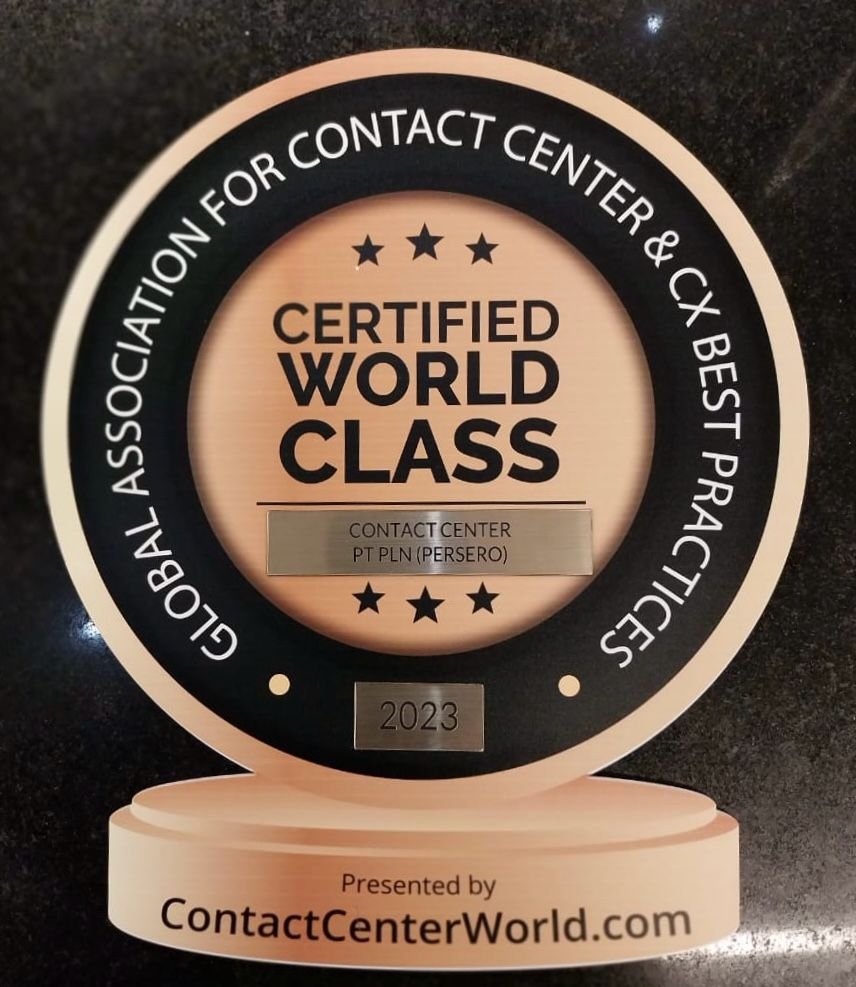 GLOBAL ASSOCIATION FOR CONTACT CENTER & CX BEST PRACTICES
CERTIFIED
WORLD
CLASS
CONTACT CENTER
PT PLN (PERSERO)
2023
Presented by
ContactCenterWorld.com